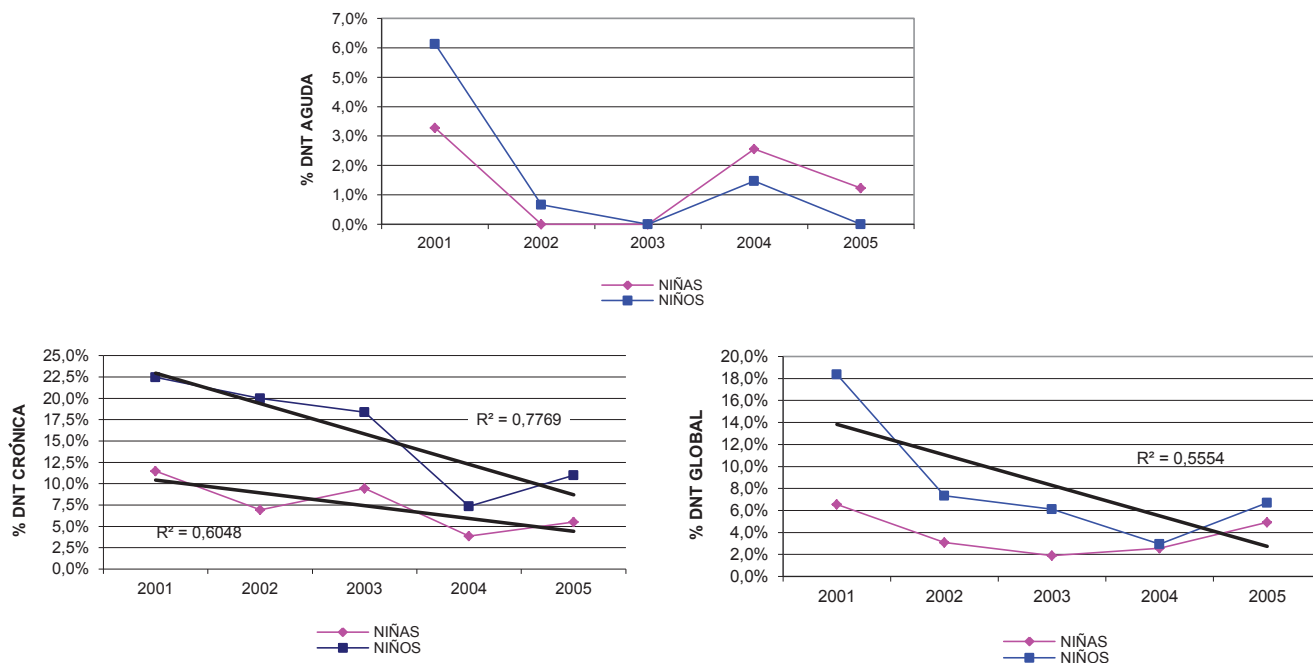 % DNT AGUDA
7,0%
6,0%
5,0%
4,0%
3,0%
2,0%
1,0%
0,0%
2001 2002 2003 2004 2005
NIÑAS
NIÑOS
% DNT CRÓNICA
25,0%
22,5%
20,0%
17,5%
15,0%
12,5%
10,0%
7,5%
5,0%
2,5%
0,0%
R² = 0,7769
R² = 0,6048
2001 2002 2003 2004 2005
NIÑAS
NIÑOS
% DNT GLOBAL
20,0%
18,0%
16,0%
14,0%
12,0%
10,0%
8,0%
6,0%
4,0%
2,0%
0,0%
R² = 0,5554
2001 2002 2003 2004 2005
NIÑAS
NIÑOS